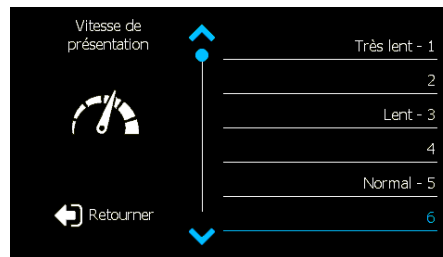 Vitesse de
présentation
Retourner
Très lent - 1
2
Lent - 3
4
Normal - 5
6